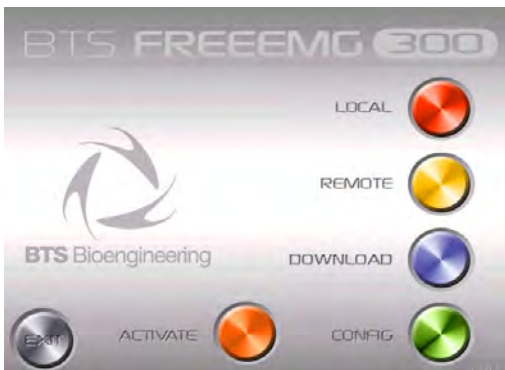 BTS FREEEMG 300
LOCAL
REMOTE
BTS Bioengineering
DOWNLOAD
EXIT
ACTIVATE
CONFIG